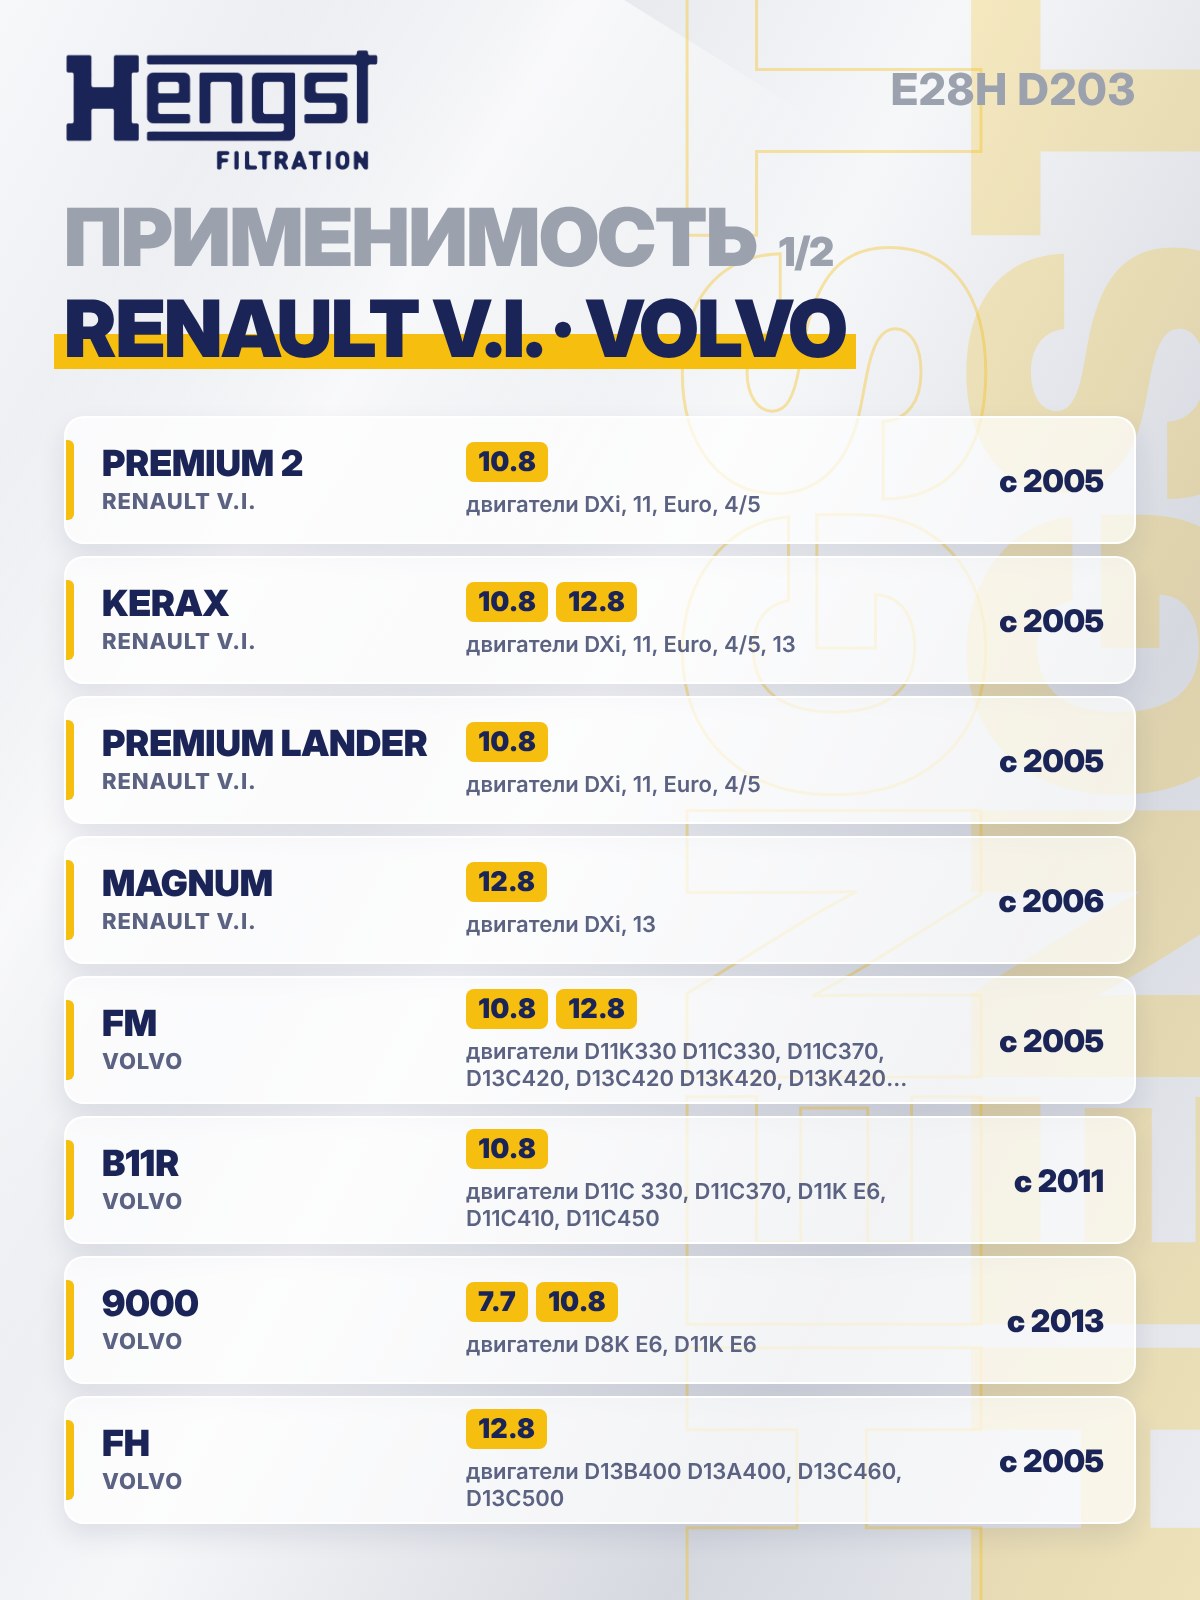 Hengst
FILTRATION
E28H D203
ПРИМЕНИМОСТЬ 1/2
RENAULT V.I. · VOLVO
PREMIUM 2
RENAULT V.I.
10.8
двигатели DXi, 11, Euro, 4/5
с 2005
KERAX
RENAULT V.I.
10.8 12.8
двигатели DXi, 11, Euro, 4/5, 13
с 2005
PREMIUM LANDER
RENAULT V.I.
10.8
двигатели DXi, 11, Euro, 4/5
с 2005
MAGNUM
RENAULT V.I.
12.8
двигатели DXi, 13
с 2006
FM
VOLVO
10.8 12.8
двигатели D11K330 D11C330, D11C370,
D13C420, D13C420 D13K420, D13K420...
с 2005
B11R
VOLVO
10.8
двигатели D11C 330, D11C370, D11K E6,
D11C410, D11C450
с 2011
9000
VOLVO
7.7 10.8
двигатели D8K E6, D11K E6
с 2013
FH
VOLVO
12.8
двигатели D13B400 D13A400, D13C460,
D13C500
с 2005
HENGST
HENGST